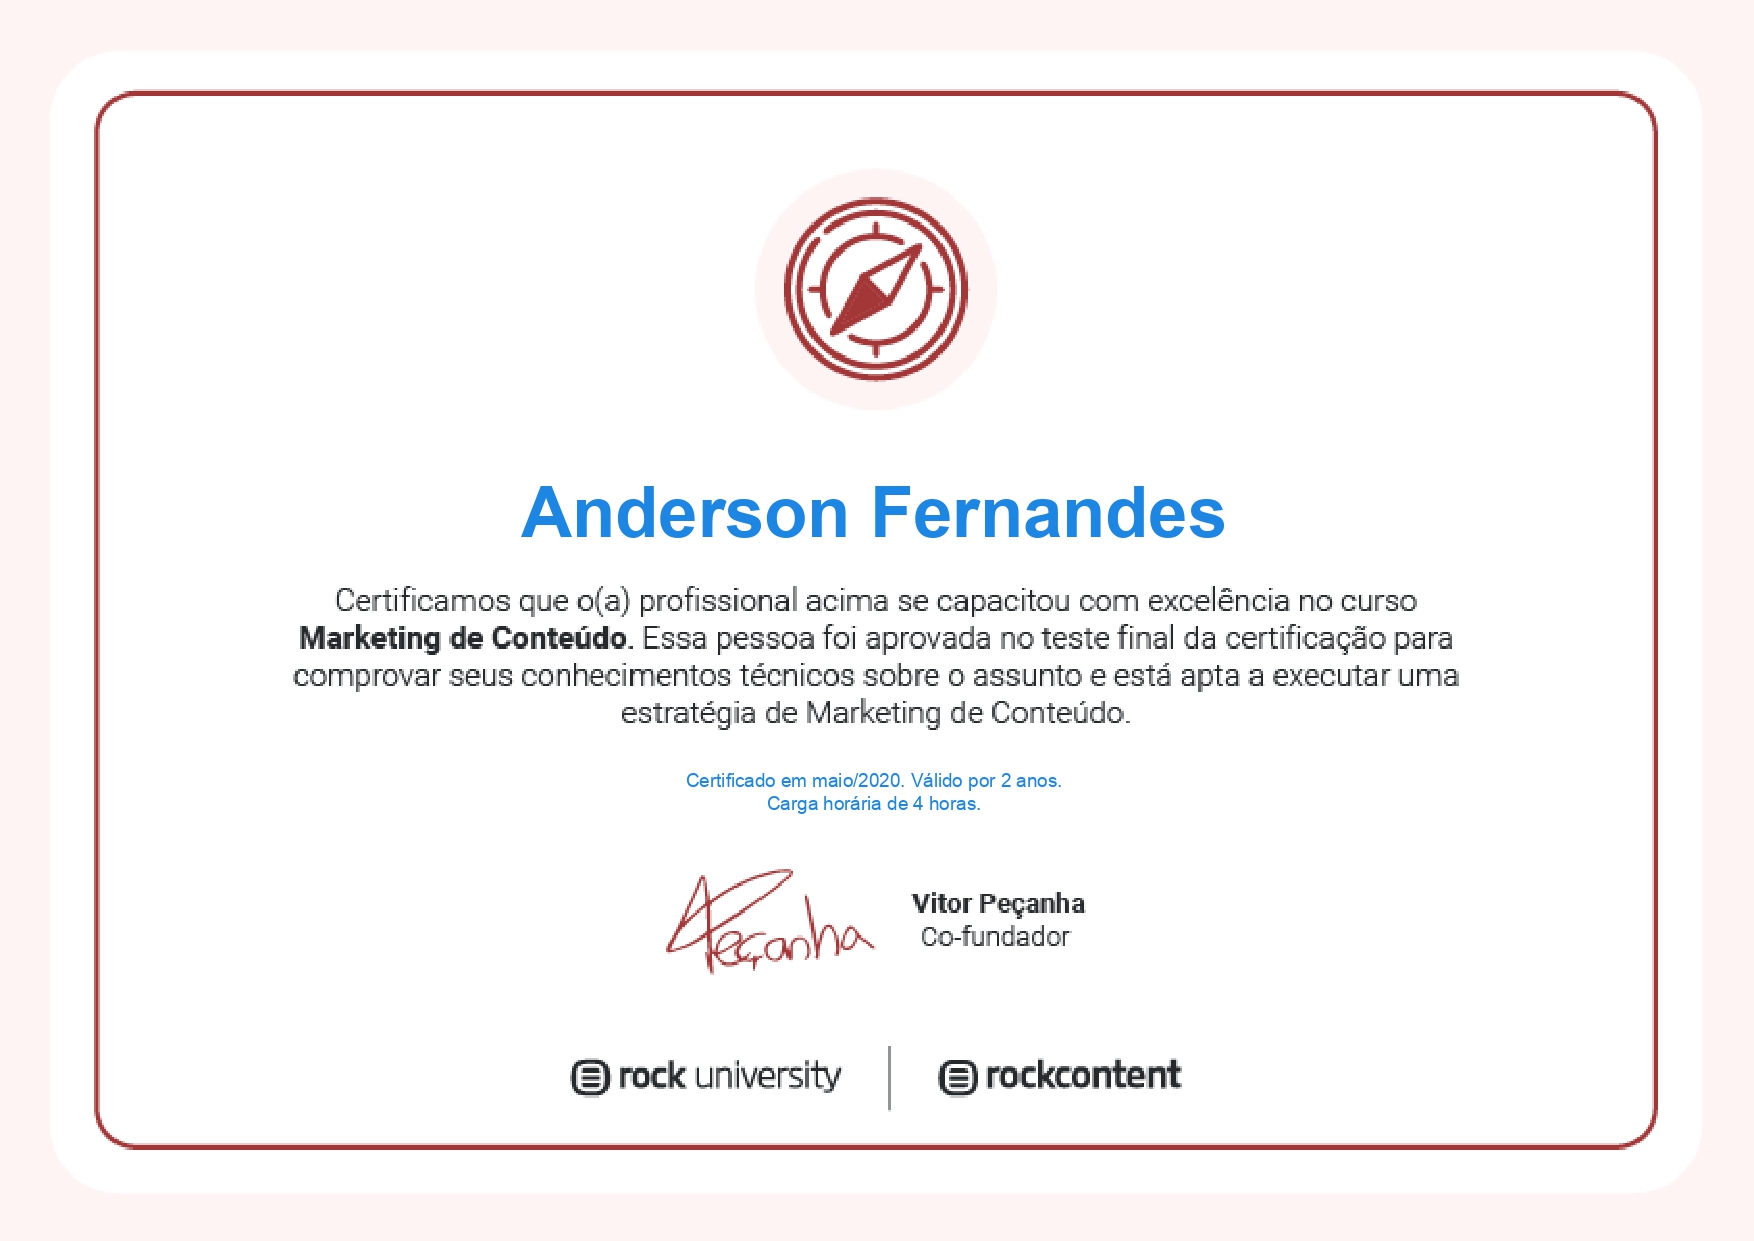 Anderson Fernandes
Certificamos que o(a) profissional acima se capacitou com excelência no curso
Marketing de Conteúdo. Essa pessoa foi aprovada no teste final da certificação para
comprovar seus conhecimentos técnicos sobre o assunto e está apta a executar uma
estratégia de Marketing de Conteúdo.
Certificado em maio/2020. Válido por 2 anos.
Carga horária de 4 horas.
Peçanha
Vitor Peçanha
Co-fundador
rock university
rockcontent